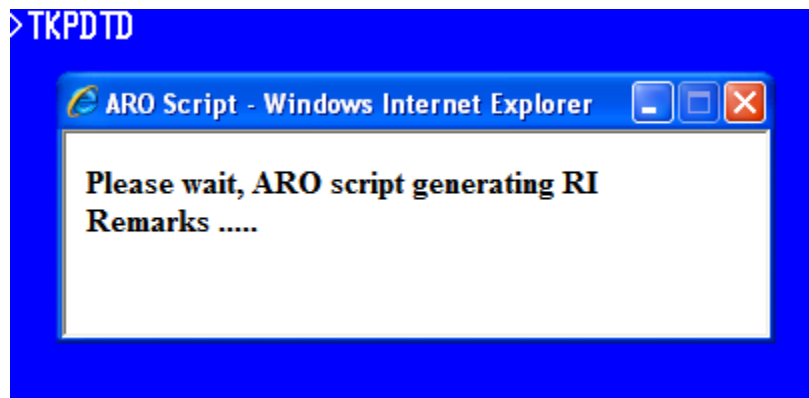 >TKPDTD
ARO Script - Windows Internet Explorer
Please wait, ARO script generating RI
Remarks .....